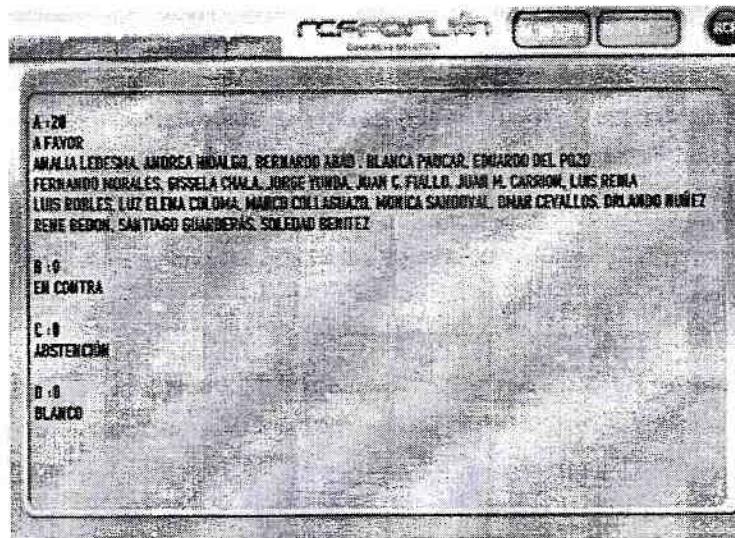 A :20
A FAVOR
ANALIA LEDESMA, ANDREA HIDALGO, BERNARDO ABAD , BLANCA PAUCAR, EDUARDO DEL POZO
FERNANDO MORALES, GISSELA CHALA, JORGE YUNDA, JUAN C. FIALLO, JUAN M. CARRION, LUIS REINA
LUIS ROBLES, LUZ ELENA COLOMA, MARCO COLLAGUAZO, MONICA SANDOVAL, OMAR CEVALLOS, ORLANDO NUÑEZ
RENE BEDON, SANTIAGO GUARDERÁS, SOLEDAD BENITEZ
B :0
EN CONTRA
C :0
ABSTENCIÓN
D :0
BLANCO